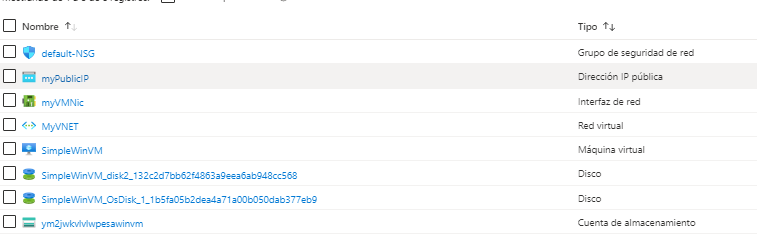 Nombre ↑↓ Tipo ↑↓
default-NSG Grupo de seguridad de red
myPublicIP Dirección IP pública
myVMNic Interfaz de red
MyVNET Red virtual
SimpleWinVM Máquina virtual
SimpleWinVM_disk2_132c2d7bb62f4863a9eea6ab948cc568 Disco
SimpleWinVM_OsDisk_1_1b5fa05b2dea4a71a00b050dab377eb9 Disco
ym2jwkvlvlwpesawinvm Cuenta de almacenamiento